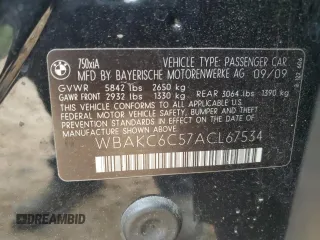 750xiA
VEHICLE TYPE: PASSENGER CAR
MFD BY BAYERISCHE MOTORENWERKE AG 09/09
GVWR 5842 lbs 2650 kg
GAWR FRONT 2932 lbs 1330 kg REAR 3064 lbs 1390 kg
THIS VEHICLE CONFORMS TO ALL APPLICABLE
FEDERAL MOTOR VEHICLE SAFETY,
BUMPER AND THEFT PREVENTION
STANDARDS IN EFFECT ON THE DATE OF
MANUFACTURE SHOWN ABOVE.
WBAKC6C57ACL67534
DREAMBID